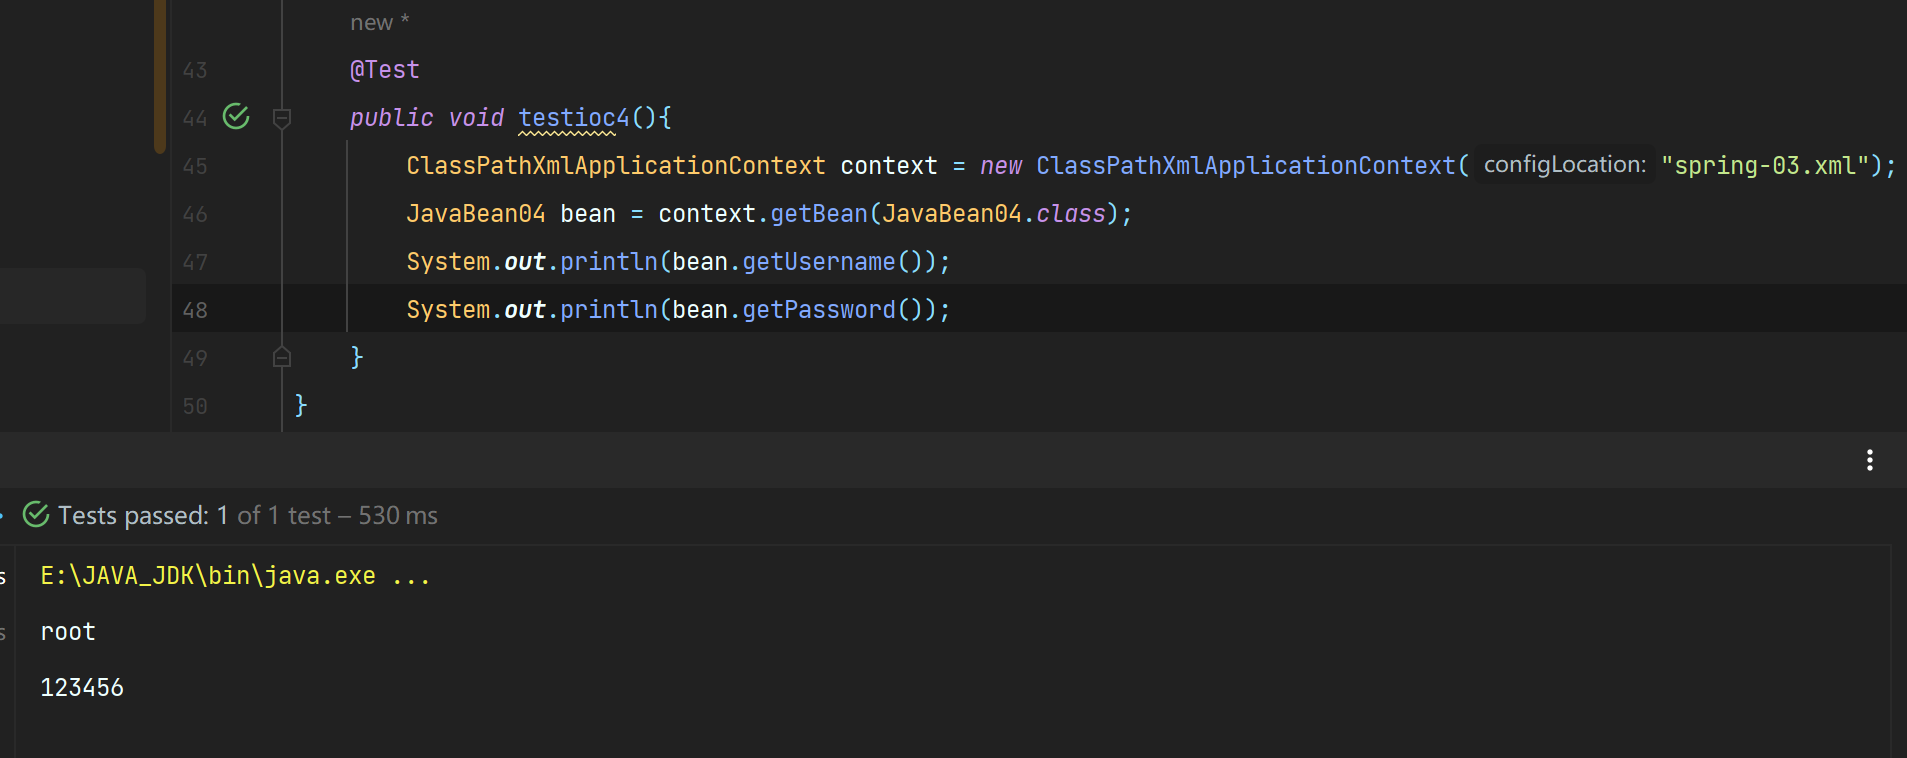 new *
43 @Test
44 public void testioc4(){
45 ClassPathXmlApplicationContext context = new ClassPathXmlApplicationContext( configLocation: "spring-03.xml");
46 JavaBean04 bean = context.getBean(JavaBean04.class);
47 System.out.println(bean.getUsername());
48 System.out.println(bean.getPassword());
49 }
50 }
Tests passed: 1 of 1 test – 530 ms
s E:\JAVA_JDK\bin\java.exe ...
s root
123456